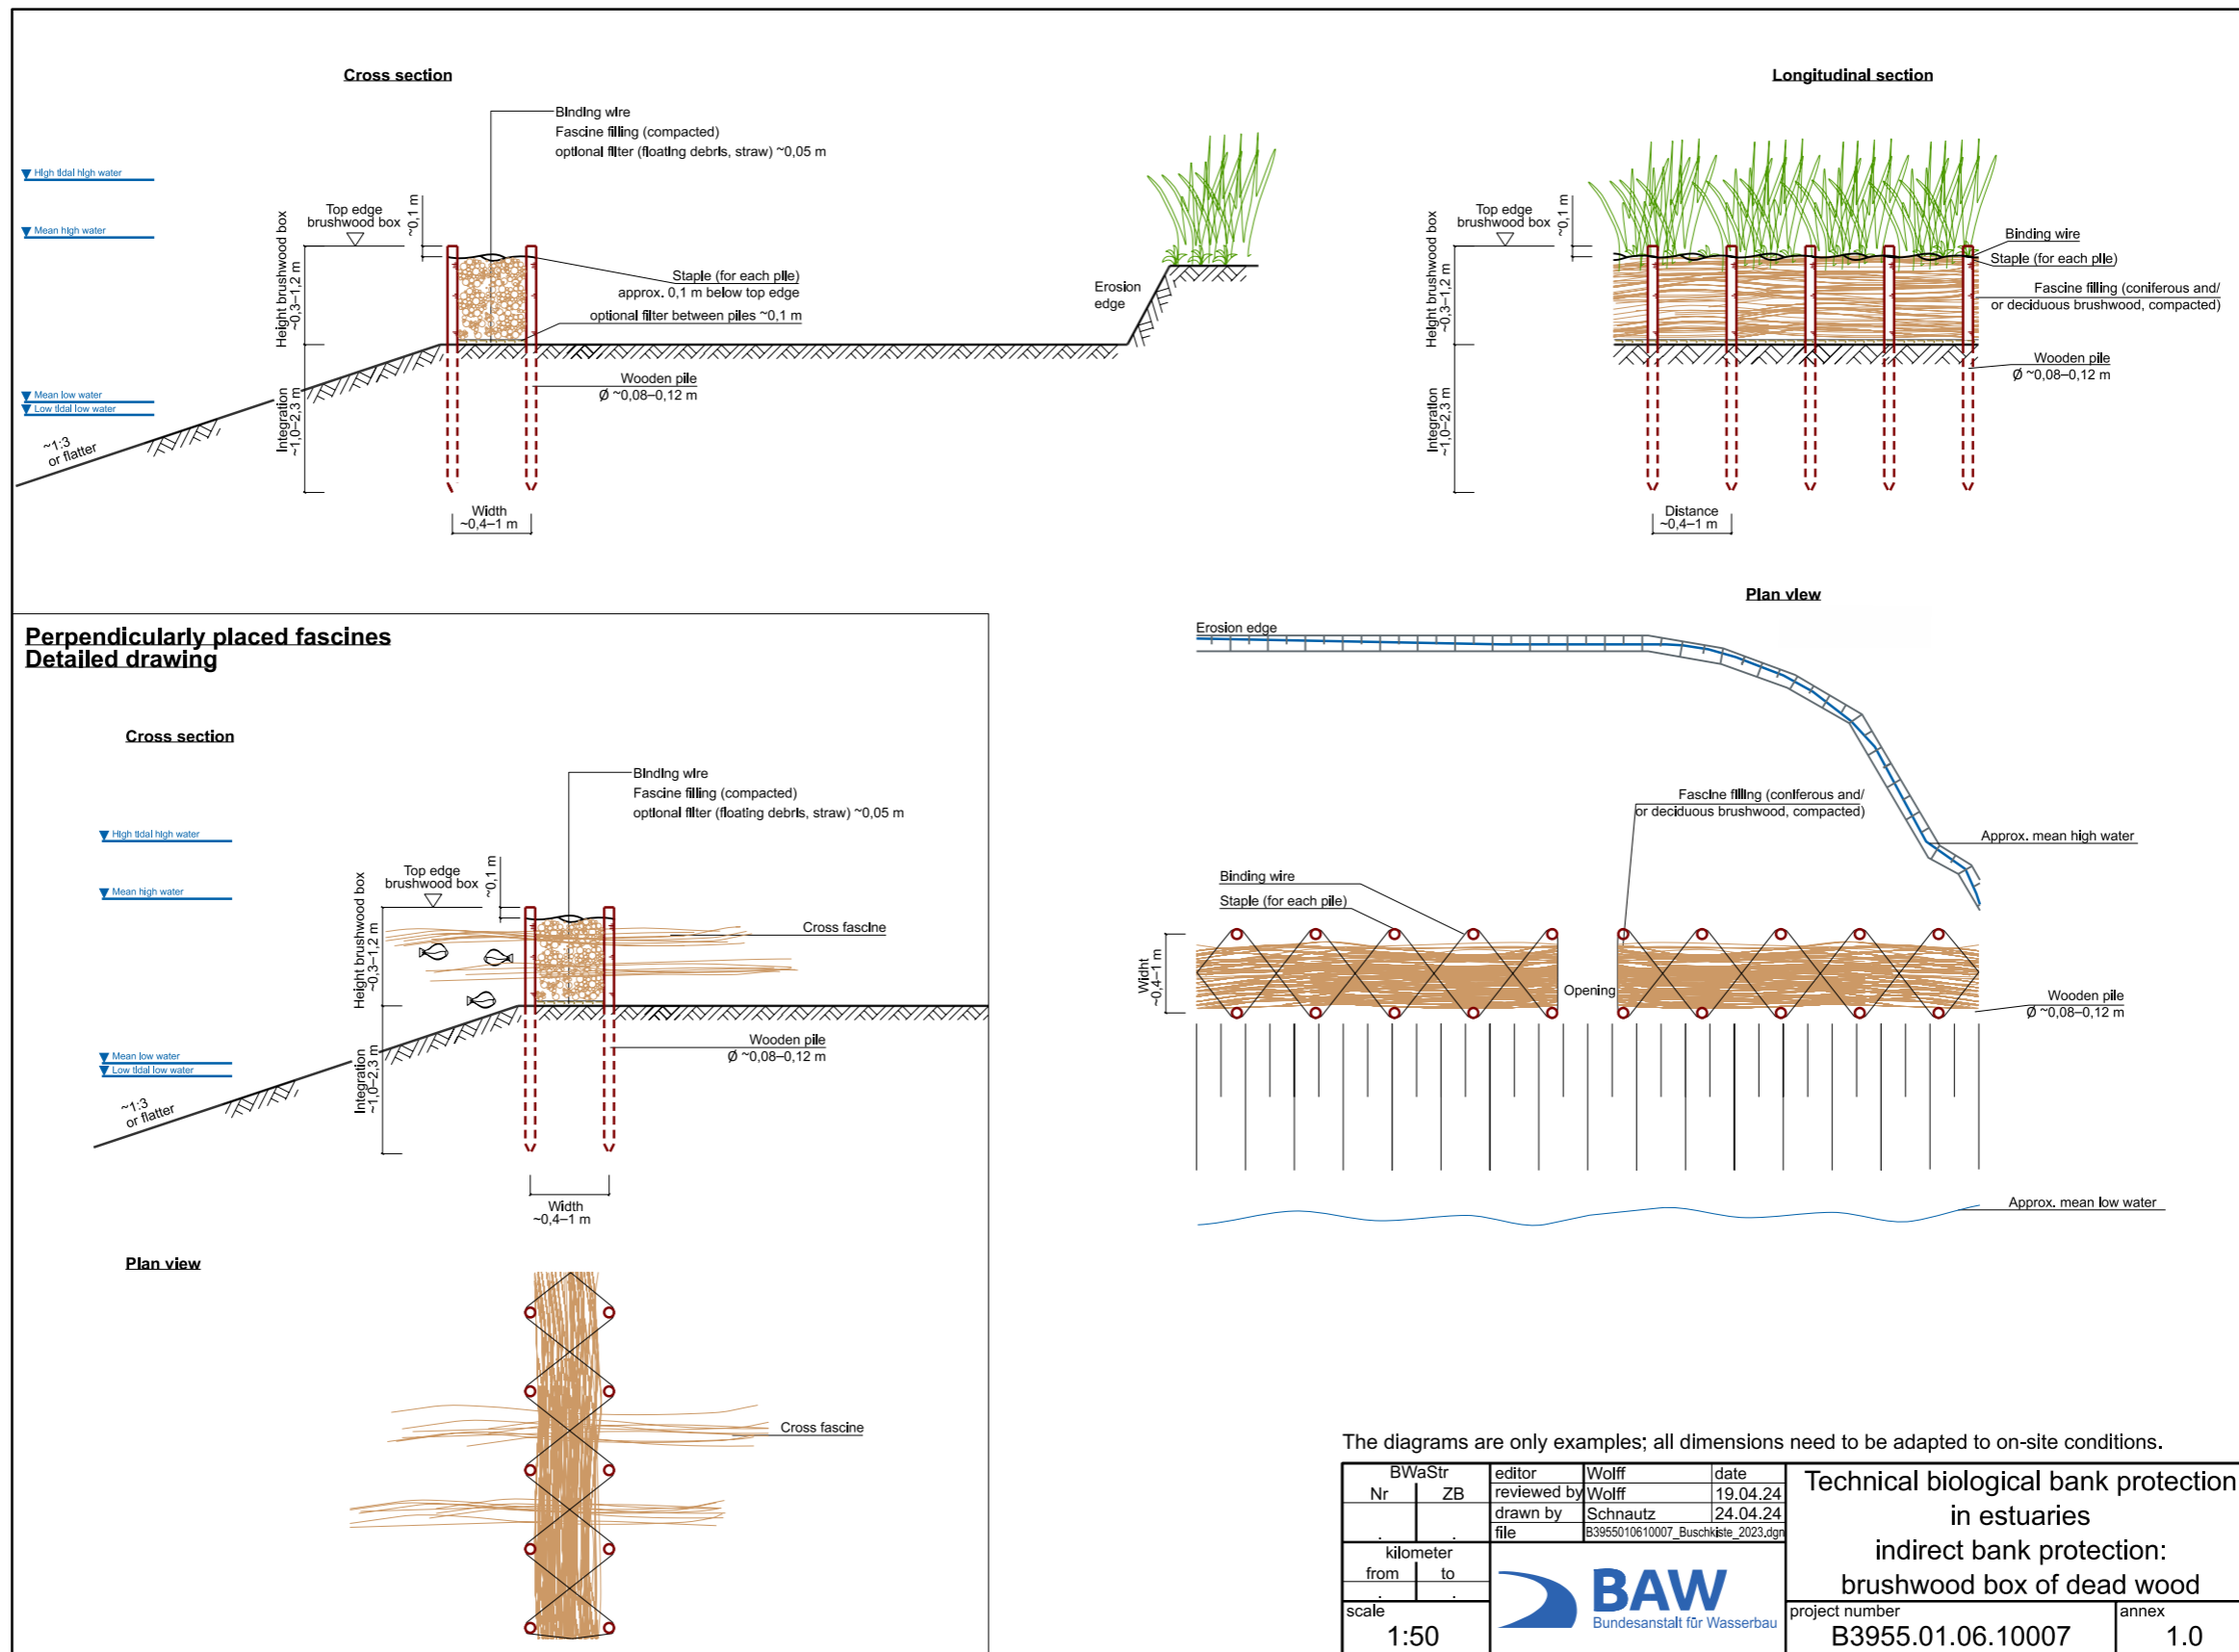 Cross section
Binding wire
Fascine filling (compacted)
optional filter (floating debris, straw) ~0,05 m
High tidal high water
Mean high water
Mean low water
Low tidal low water
Top edge
brushwood box
~0,1 m
Height brushwood box
~0,3–1,2 m
Staple (for each pile)
approx. 0,1 m below top edge
optional filter between piles ~0,1 m
Erosion
edge
Integration
~1,0–2,3 m
Wooden pile
Ø ~0,08–0,12 m
~1:3
or flatter
Width
~0,4–1 m
Longitudinal section
Top edge
brushwood box
~0,1 m
Height brushwood box
~0,3–1,2 m
Integration
~1,0–2,3 m
Binding wire
Staple (for each pile)
Fascine filling (coniferous and/
or deciduous brushwood, compacted)
Wooden pile
Ø ~0,08–0,12 m
Distance
~0,4–1 m
Perpendicularly placed fascines
Detailed drawing
Cross section
Binding wire
Fascine filling (compacted)
optional filter (floating debris, straw) ~0,05 m
High tidal high water
Mean high water
Mean low water
Low tidal low water
Top edge
brushwood box
~0,1 m
Height brushwood box
~0,3–1,2 m
Cross fascine
Integration
~1,0–2,3 m
Wooden pile
Ø ~0,08–0,12 m
~1:3
or flatter
Width
~0,4–1 m
Plan view
Cross fascine
Plan view
Erosion edge
Fascine filling (coniferous and/
or deciduous brushwood, compacted)
Approx. mean high water
Binding wire
Staple (for each pile)
Widht
~0,4–1 m
Opening
Wooden pile
Ø ~0,08–0,12 m
Approx. mean low water
The diagrams are only examples; all dimensions need to be adapted to on-site conditions.
BWaStr
Nr ZB
. .
kilometer
from to
. .
scale
1:50
editor Wolff date
reviewed by Wolff 19.04.24
drawn by Schnautz 24.04.24
file B3955010610007_Buschkiste_2023.dgn
BAW
Bundesanstalt für Wasserbau
Technical biological bank protection
in estuaries
indirect bank protection:
brushwood box of dead wood
project number
B3955.01.06.10007
annex
1.0